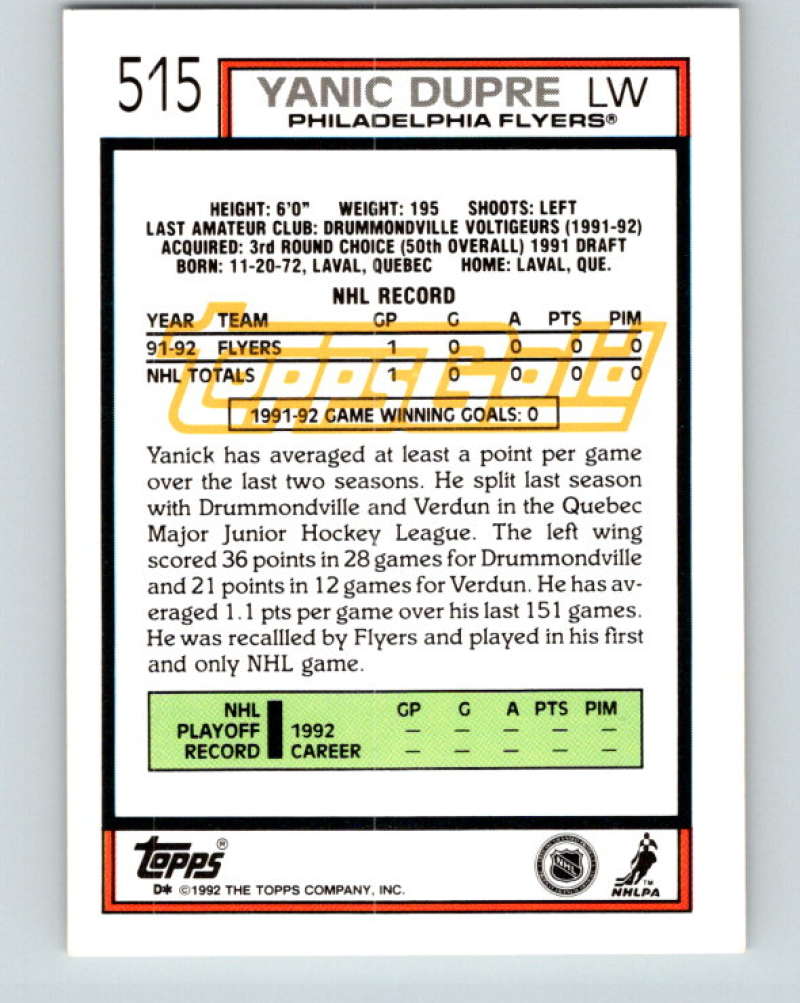 515
YANIC DUPRE LW
PHILADELPHIA FLYERS®
HEIGHT: 6'0" WEIGHT: 195 SHOOTS: LEFT
LAST AMATEUR CLUB: DRUMMONDVILLE VOLTIGEURS (1991-92)
ACQUIRED: 3rd ROUND CHOICE (50th OVERALL) 1991 DRAFT
BORN: 11-20-72, LAVAL, QUEBEC HOME: LAVAL, QUE.
NHL RECORD
YEAR TEAM GP G A PTS PIM
91-92 FLYERS 1 0 0 0 0
NHL TOTALS 1 0 0 0 0
ToppsGold
1991-92 GAME WINNING GOALS: 0
Yanick has averaged at least a point per game
over the last two seasons. He split last season
with Drummondville and Verdun in the Quebec
Major Junior Hockey League. The left wing
scored 36 points in 28 games for Drummondville
and 21 points in 12 games for Verdun. He has av-
eraged 1.1 pts per game over his last 151 games.
He was recallled by Flyers and played in his first
and only NHL game.
NHL GP G A PTS PIM
PLAYOFF 1992 – – – – –
RECORD CAREER – – – – –
TOPPS®
D* ©1992 THE TOPPS COMPANY, INC.
NHL
NHLPA™